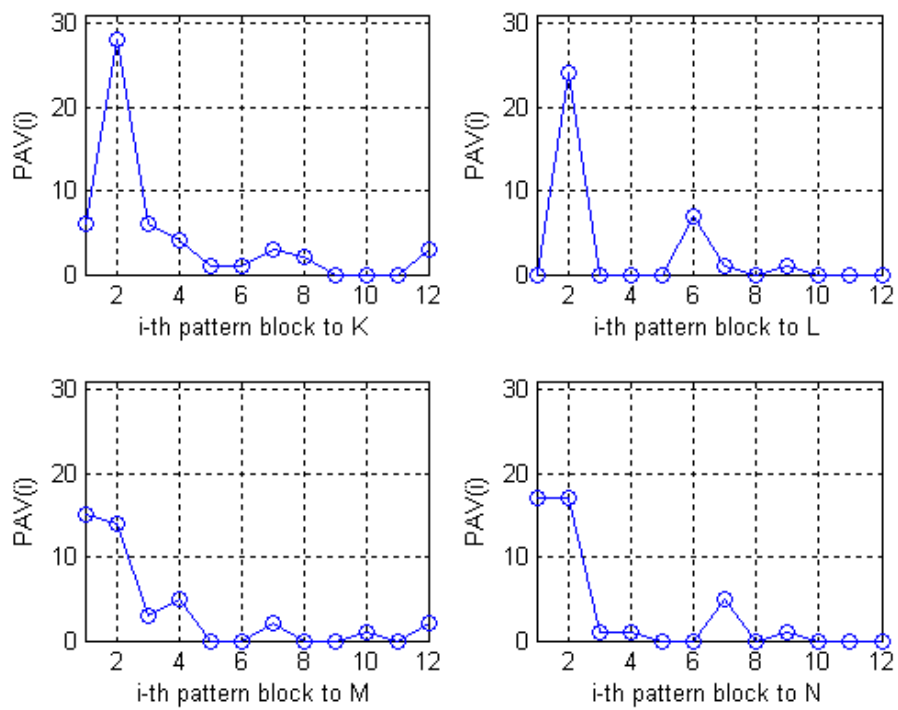 30
20
10
0
PAV(i)
2 4 6 8 10 12
i-th pattern block to K
30
20
10
0
PAV(i)
2 4 6 8 10 12
i-th pattern block to L
30
20
10
0
PAV(i)
2 4 6 8 10 12
i-th pattern block to M
30
20
10
0
PAV(i)
2 4 6 8 10 12
i-th pattern block to N